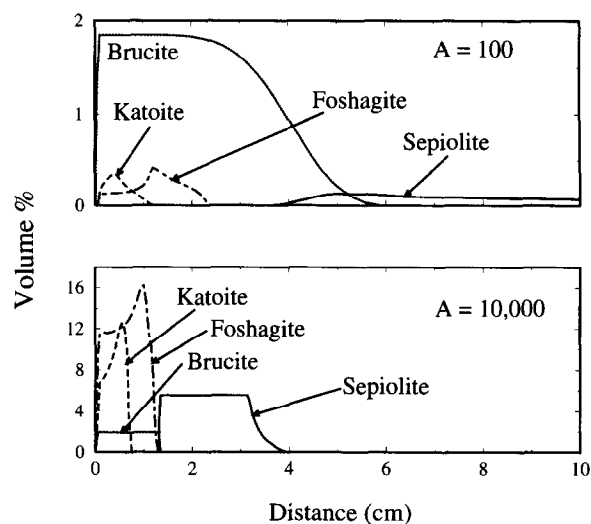 2
Brucite
A = 100
Foshagite
Katoite
1
Sepiolite
0
Volume %
16
Katoite
A = 10,000
12
Foshagite
Brucite
8
Sepiolite
4
0
0 2 4 6 8 10
Distance (cm)